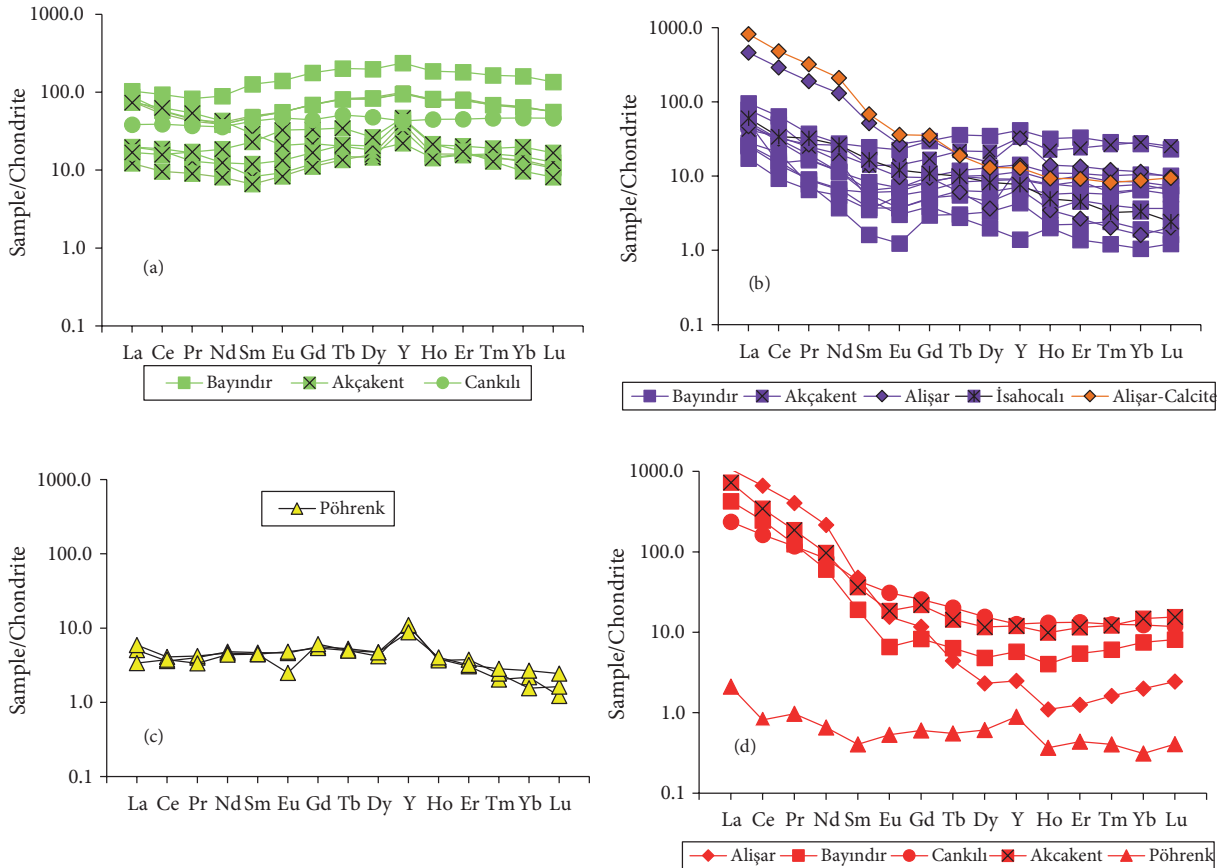 1000.0
100.0
10.0
1.0
0.1
Sample/Chondrite
(a)
La Ce Pr Nd Sm Eu Gd Tb Dy Y Ho Er Tm Yb Lu
Bayındır Akçakent Cankılı
1000.0
100.0
10.0
1.0
0.1
Sample/Chondrite
(b)
La Ce Pr Nd Sm Eu Gd Tb Dy Y Ho Er Tm Yb Lu
Bayındır Akçakent Alişar İsahocalı Alişar-Calcite
1000.0
100.0
10.0
1.0
0.1
Sample/Chondrite
Pöhrenk
(c)
La Ce Pr Nd Sm Eu Gd Tb Dy Y Ho Er Tm Yb Lu
1000.0
100.0
10.0
1.0
0.1
Sample/Chondrite
(d)
La Ce Pr Nd Sm Eu Gd Tb Dy Y Ho Er Tm Yb Lu
Alişar Bayındır Cankılı Akcakent Pöhrenk